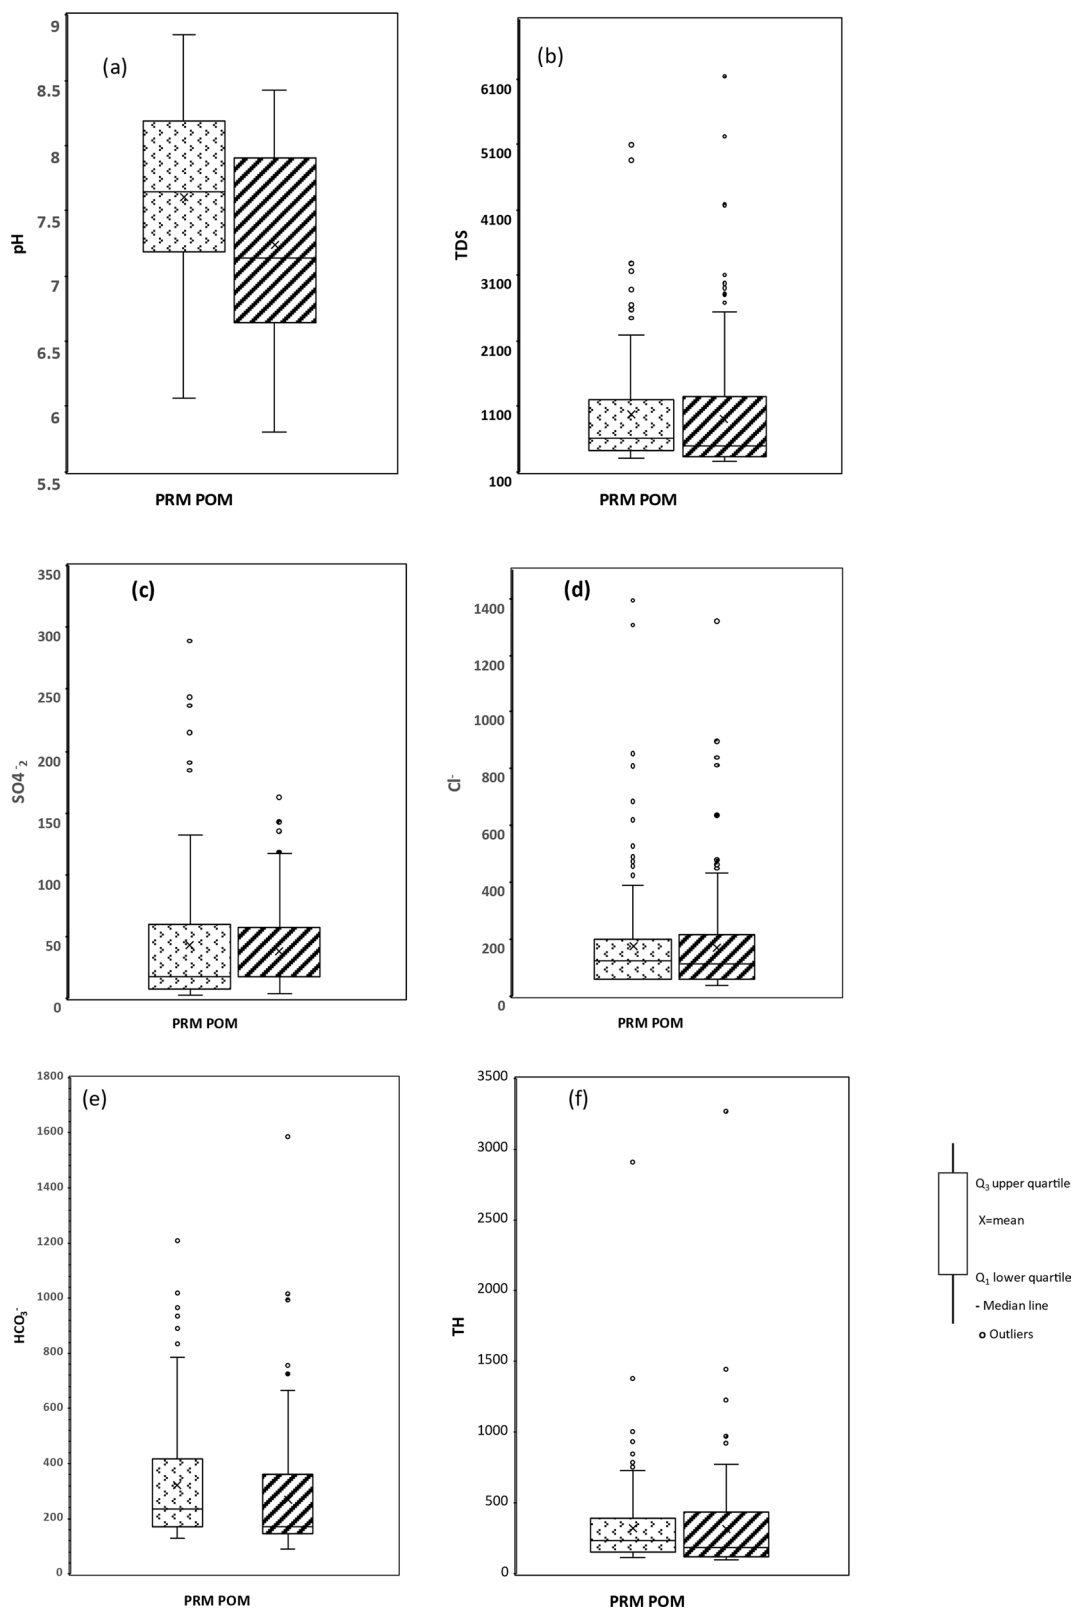 (a)
9
8.5
8
7.5
7
6.5
6
5.5
pH
PRM POM
(b)
6100
5100
4100
3100
2100
1100
100
TDS
PRM POM
(c)
350
300
250
200
150
100
50
0
SO4⁻₂
PRM POM
(d)
1400
1200
1000
800
600
400
200
0
Cl⁻
PRM POM
(e)
1800
1600
1400
1200
1000
800
600
400
200
0
HCO₃⁻
PRM POM
(f)
3500
3000
2500
2000
1500
1000
500
0
TH
PRM POM
Q₃ upper quartile
X=mean
Q₁ lower quartile
- Median line
o Outliers